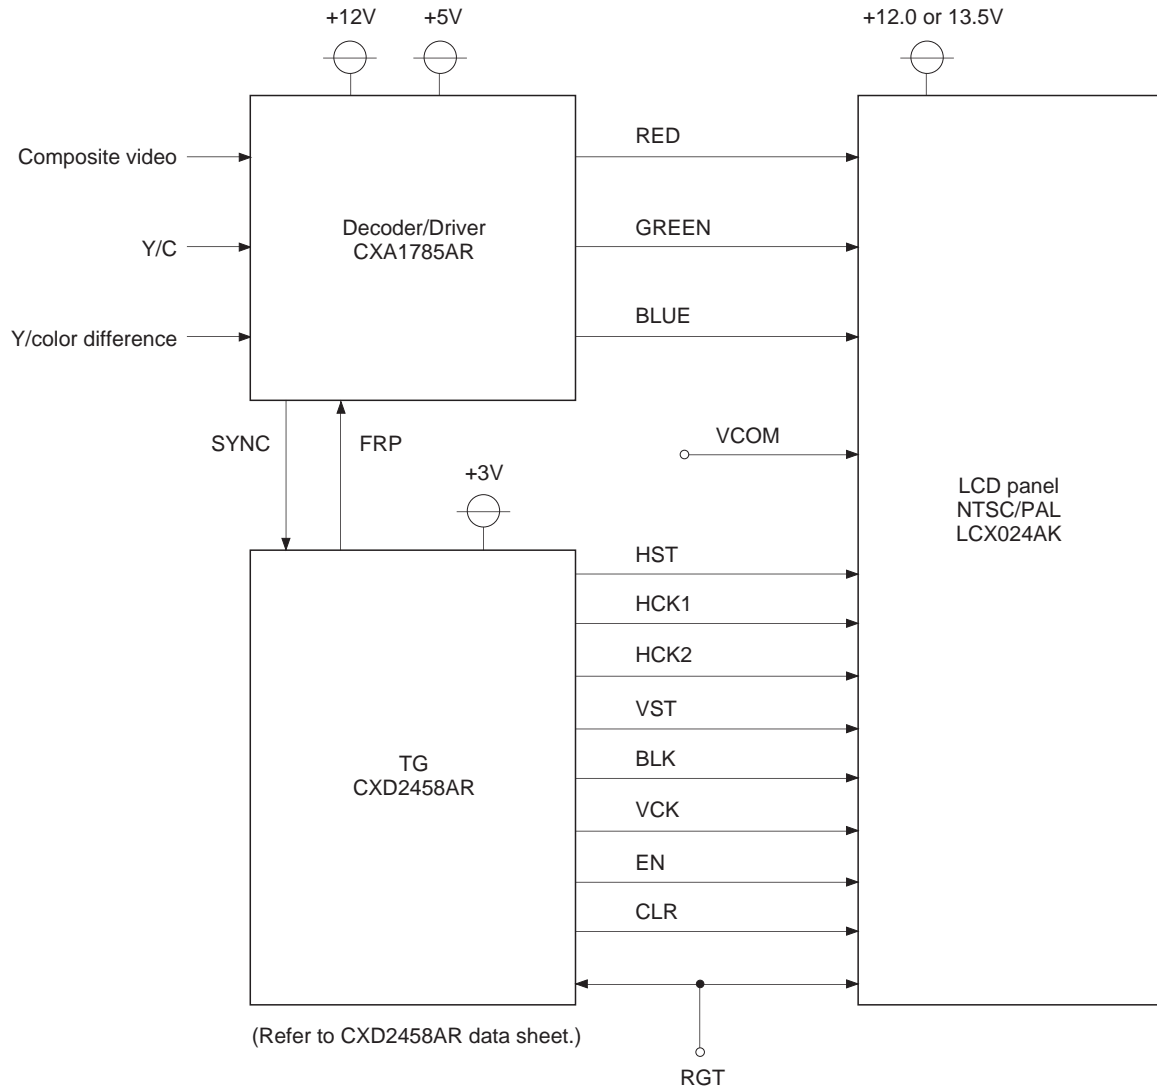 +12V
+5V
+12.0 or 13.5V
Composite video
Y/C
Y/color difference
Decoder/Driver
CXA1785AR
RED
GREEN
BLUE
SYNC
FRP
VCOM
+3V
LCD panel
NTSC/PAL
LCX024AK
TG
CXD2458AR
HST
HCK1
HCK2
VST
BLK
VCK
EN
CLR
(Refer to CXD2458AR data sheet.)
RGT